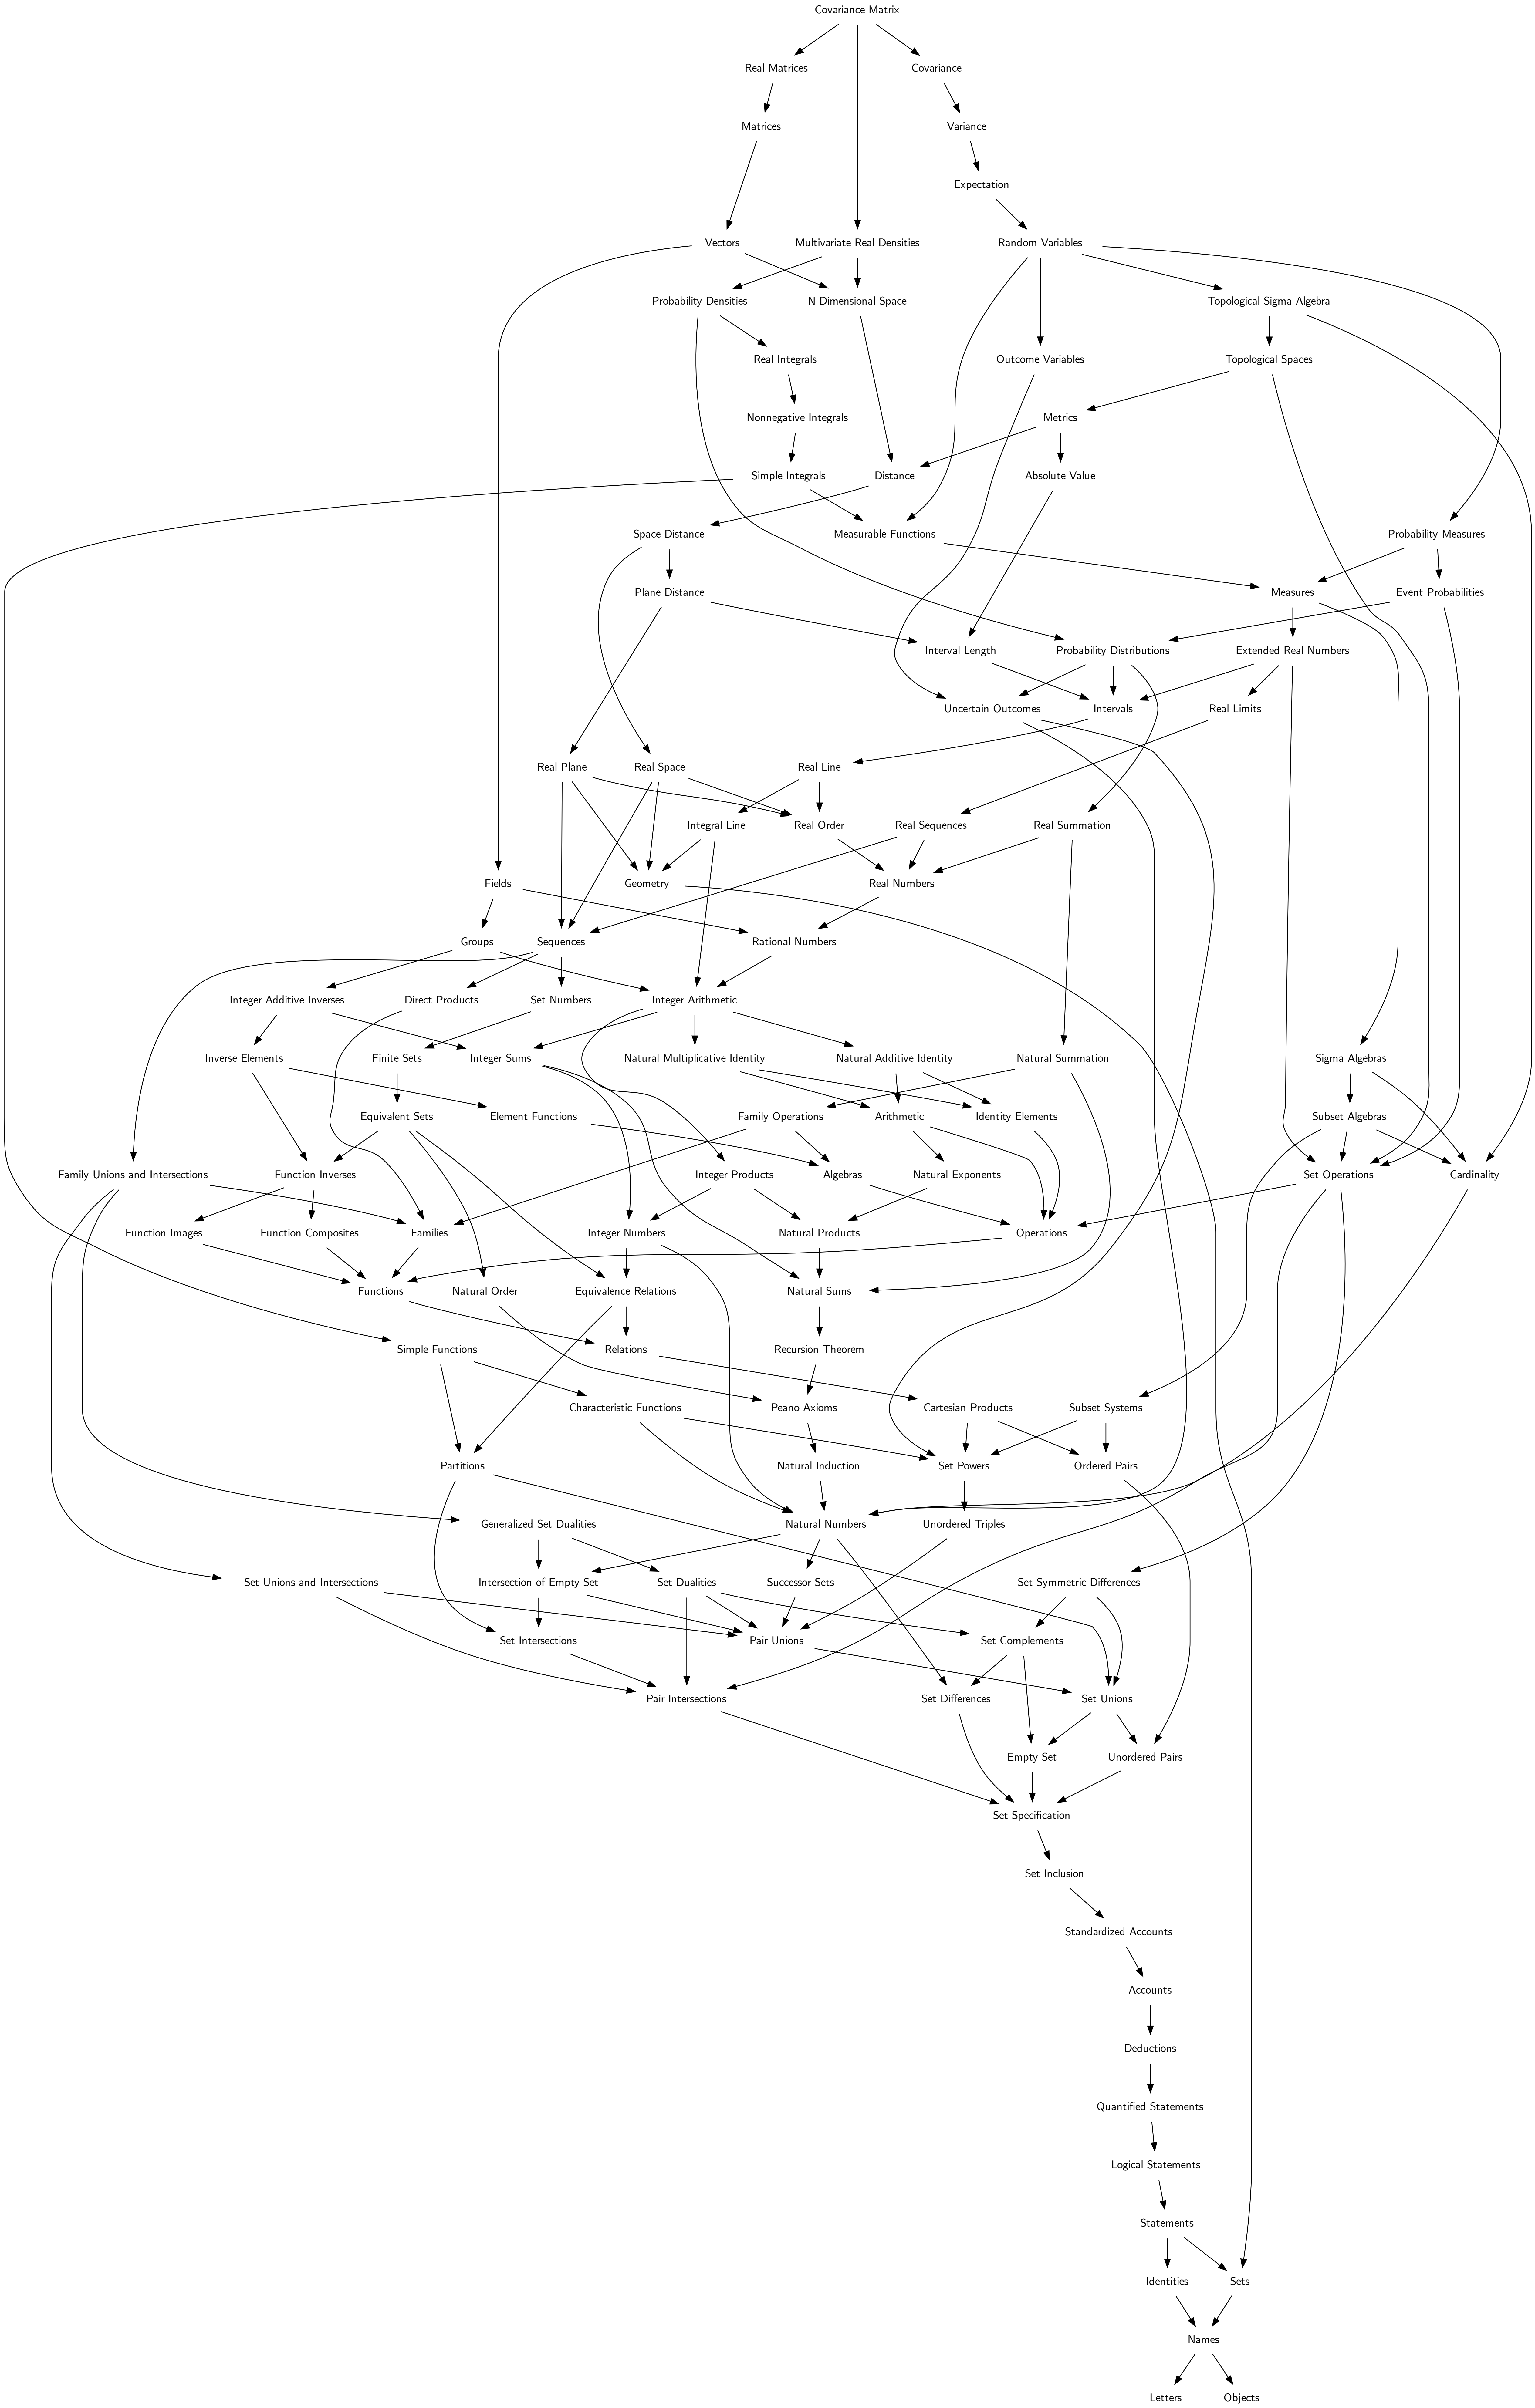 Covariance Matrix
Real Matrices
Covariance
Matrices
Variance
Expectation
Vectors
Multivariate Real Densities
Random Variables
Probability Densities
N-Dimensional Space
Topological Sigma Algebra
Real Integrals
Outcome Variables
Topological Spaces
Nonnegative Integrals
Metrics
Simple Integrals
Distance
Absolute Value
Space Distance
Measurable Functions
Probability Measures
Plane Distance
Measures
Event Probabilities
Interval Length
Probability Distributions
Extended Real Numbers
Uncertain Outcomes
Intervals
Real Limits
Real Plane
Real Space
Real Line
Integral Line
Real Order
Real Sequences
Real Summation
Fields
Geometry
Real Numbers
Groups
Sequences
Rational Numbers
Integer Additive Inverses
Direct Products
Set Numbers
Integer Arithmetic
Inverse Elements
Finite Sets
Integer Sums
Natural Multiplicative Identity
Natural Additive Identity
Natural Summation
Sigma Algebras
Equivalent Sets
Element Functions
Family Operations
Arithmetic
Identity Elements
Subset Algebras
Family Unions and Intersections
Function Inverses
Integer Products
Algebras
Natural Exponents
Set Operations
Cardinality
Function Images
Function Composites
Families
Integer Numbers
Natural Products
Operations
Functions
Natural Order
Equivalence Relations
Natural Sums
Simple Functions
Relations
Recursion Theorem
Characteristic Functions
Peano Axioms
Cartesian Products
Subset Systems
Partitions
Natural Induction
Set Powers
Ordered Pairs
Generalized Set Dualities
Natural Numbers
Unordered Triples
Set Unions and Intersections
Intersection of Empty Set
Set Dualities
Successor Sets
Set Symmetric Differences
Set Intersections
Pair Unions
Set Complements
Pair Intersections
Set Differences
Set Unions
Empty Set
Unordered Pairs
Set Specification
Set Inclusion
Standardized Accounts
Accounts
Deductions
Quantified Statements
Logical Statements
Statements
Identities
Sets
Names
Letters
Objects